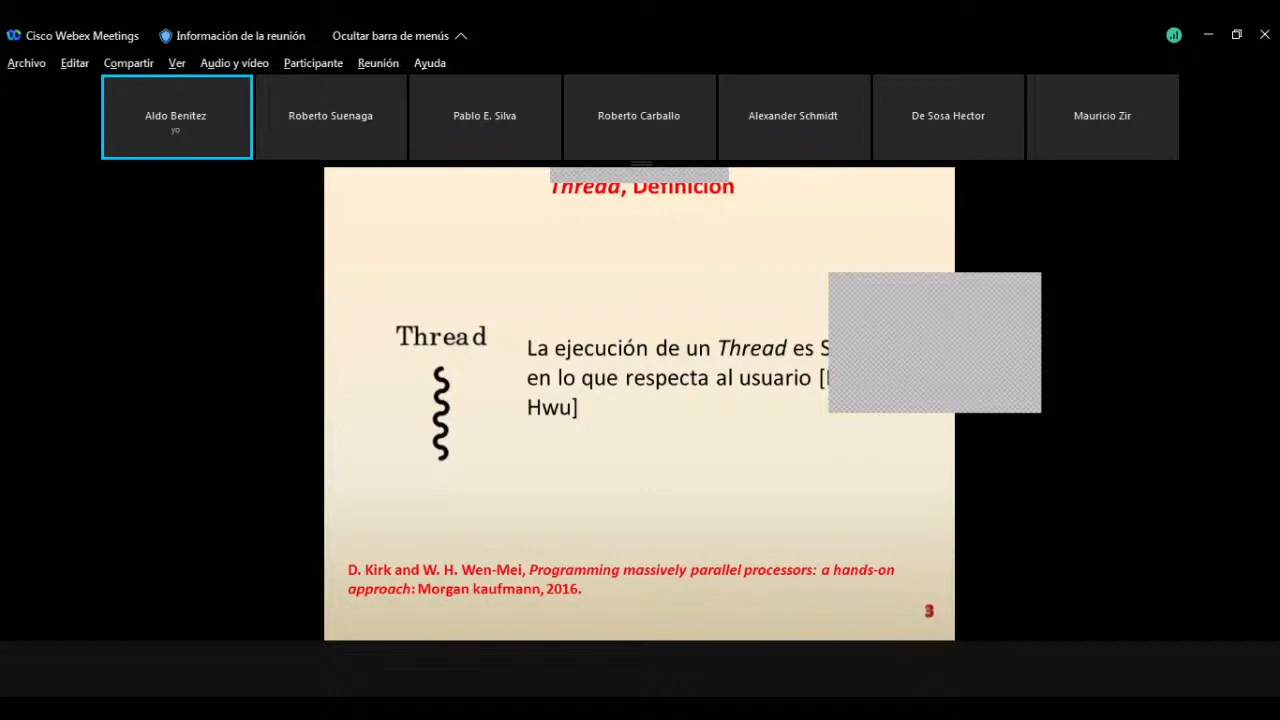 Cisco Webex Meetings Información de la reunión Ocultar barra de menús
Archivo Editar Compartir Ver Audio y vídeo Participante Reunión Ayuda
Aldo Benitez Roberto Suenaga Pablo E. Silva Roberto Carballo Alexander Schmidt De Sosa Hector Mauricio Zir
yo
Thread, Definición
Thread
La ejecución de un Thread es S
en lo que respecta al usuario [
Hwu]
D. Kirk and W. H. Wen-Mei, Programming massively parallel processors: a hands-on
approach: Morgan kaufmann, 2016.
3